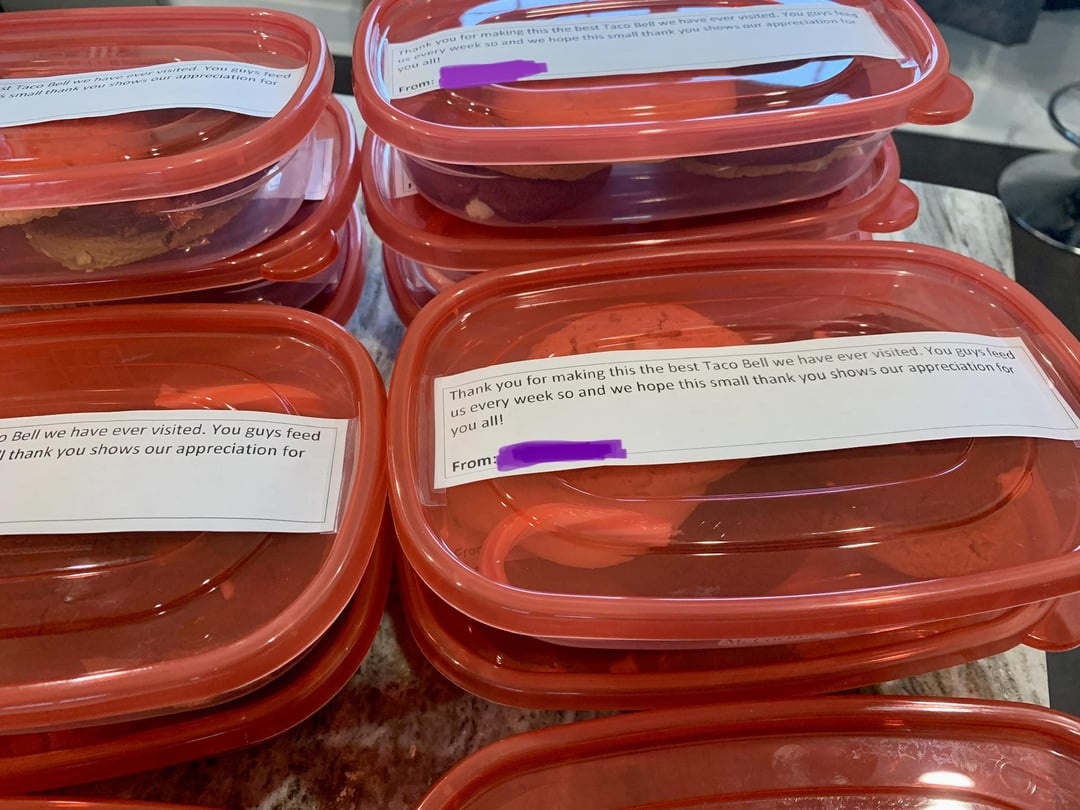 st Taco Bell we have ever visited. You guys feed
s small thank you shows our appreciation for
Thank you for making this the best Taco Bell we have ever visited. You guys feed
us every week so and we hope this small thank you shows our appreciation for
you all!
From:
o Bell we have ever visited. You guys feed
l thank you shows our appreciation for
Thank you for making this the best Taco Bell we have ever visited. You guys feed
us every week so and we hope this small thank you shows our appreciation for
you all!
From: